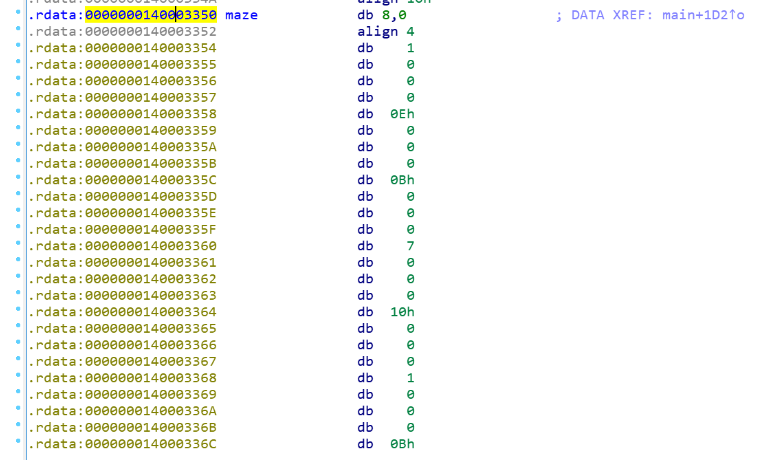 .rdata:0000000140003350 maze db 8,0 ; DATA XREF: main+1D2↑o
.rdata:0000000140003352 align 4
.rdata:0000000140003354 db 1
.rdata:0000000140003355 db 0
.rdata:0000000140003356 db 0
.rdata:0000000140003357 db 0
.rdata:0000000140003358 db 0Eh
.rdata:0000000140003359 db 0
.rdata:000000014000335A db 0
.rdata:000000014000335B db 0
.rdata:000000014000335C db 0Bh
.rdata:000000014000335D db 0
.rdata:000000014000335E db 0
.rdata:000000014000335F db 0
.rdata:0000000140003360 db 7
.rdata:0000000140003361 db 0
.rdata:0000000140003362 db 0
.rdata:0000000140003363 db 0
.rdata:0000000140003364 db 10h
.rdata:0000000140003365 db 0
.rdata:0000000140003366 db 0
.rdata:0000000140003367 db 0
.rdata:0000000140003368 db 1
.rdata:0000000140003369 db 0
.rdata:000000014000336A db 0
.rdata:000000014000336B db 0
.rdata:000000014000336C db 0Bh